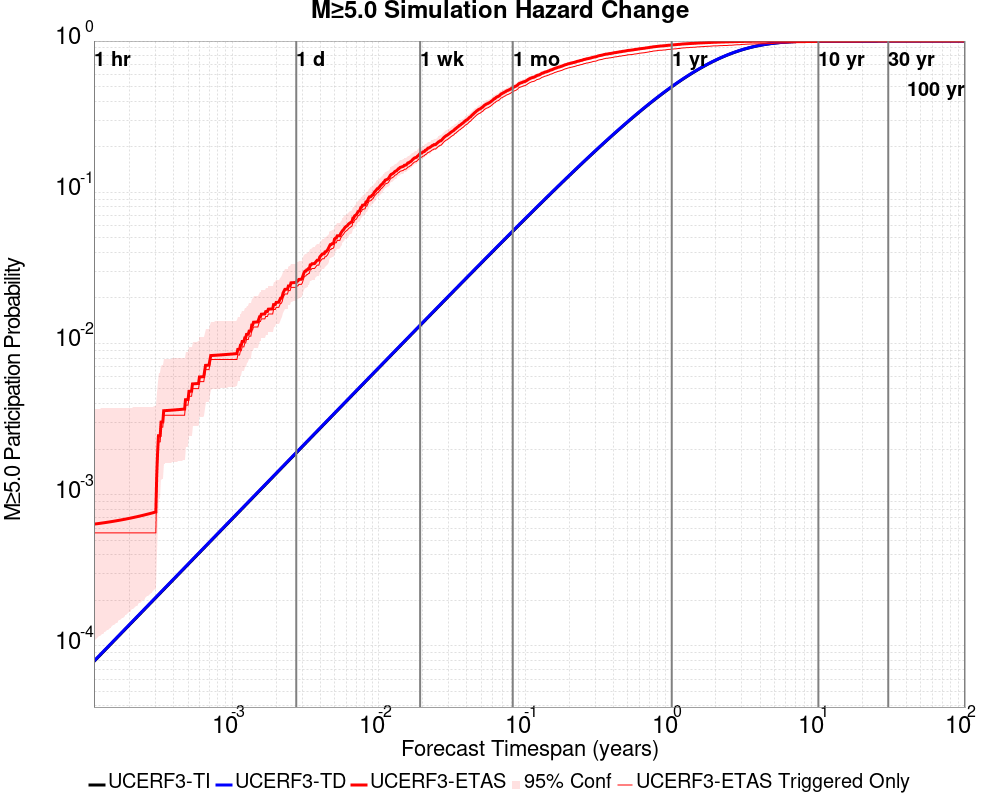 M≥5.0 Simulation Hazard Change
10^0
10^-1
10^-2
10^-3
10^-4
M≥5.0 Participation Probability
1 hr
1 d
1 wk
1 mo
1 yr
10 yr
30 yr
100 yr
10^-3
10^-2
10^-1
10^0
10^1
10^2
Forecast Timespan (years)
UCERF3-TI UCERF3-TD UCERF3-ETAS 95% Conf UCERF3-ETAS Triggered Only